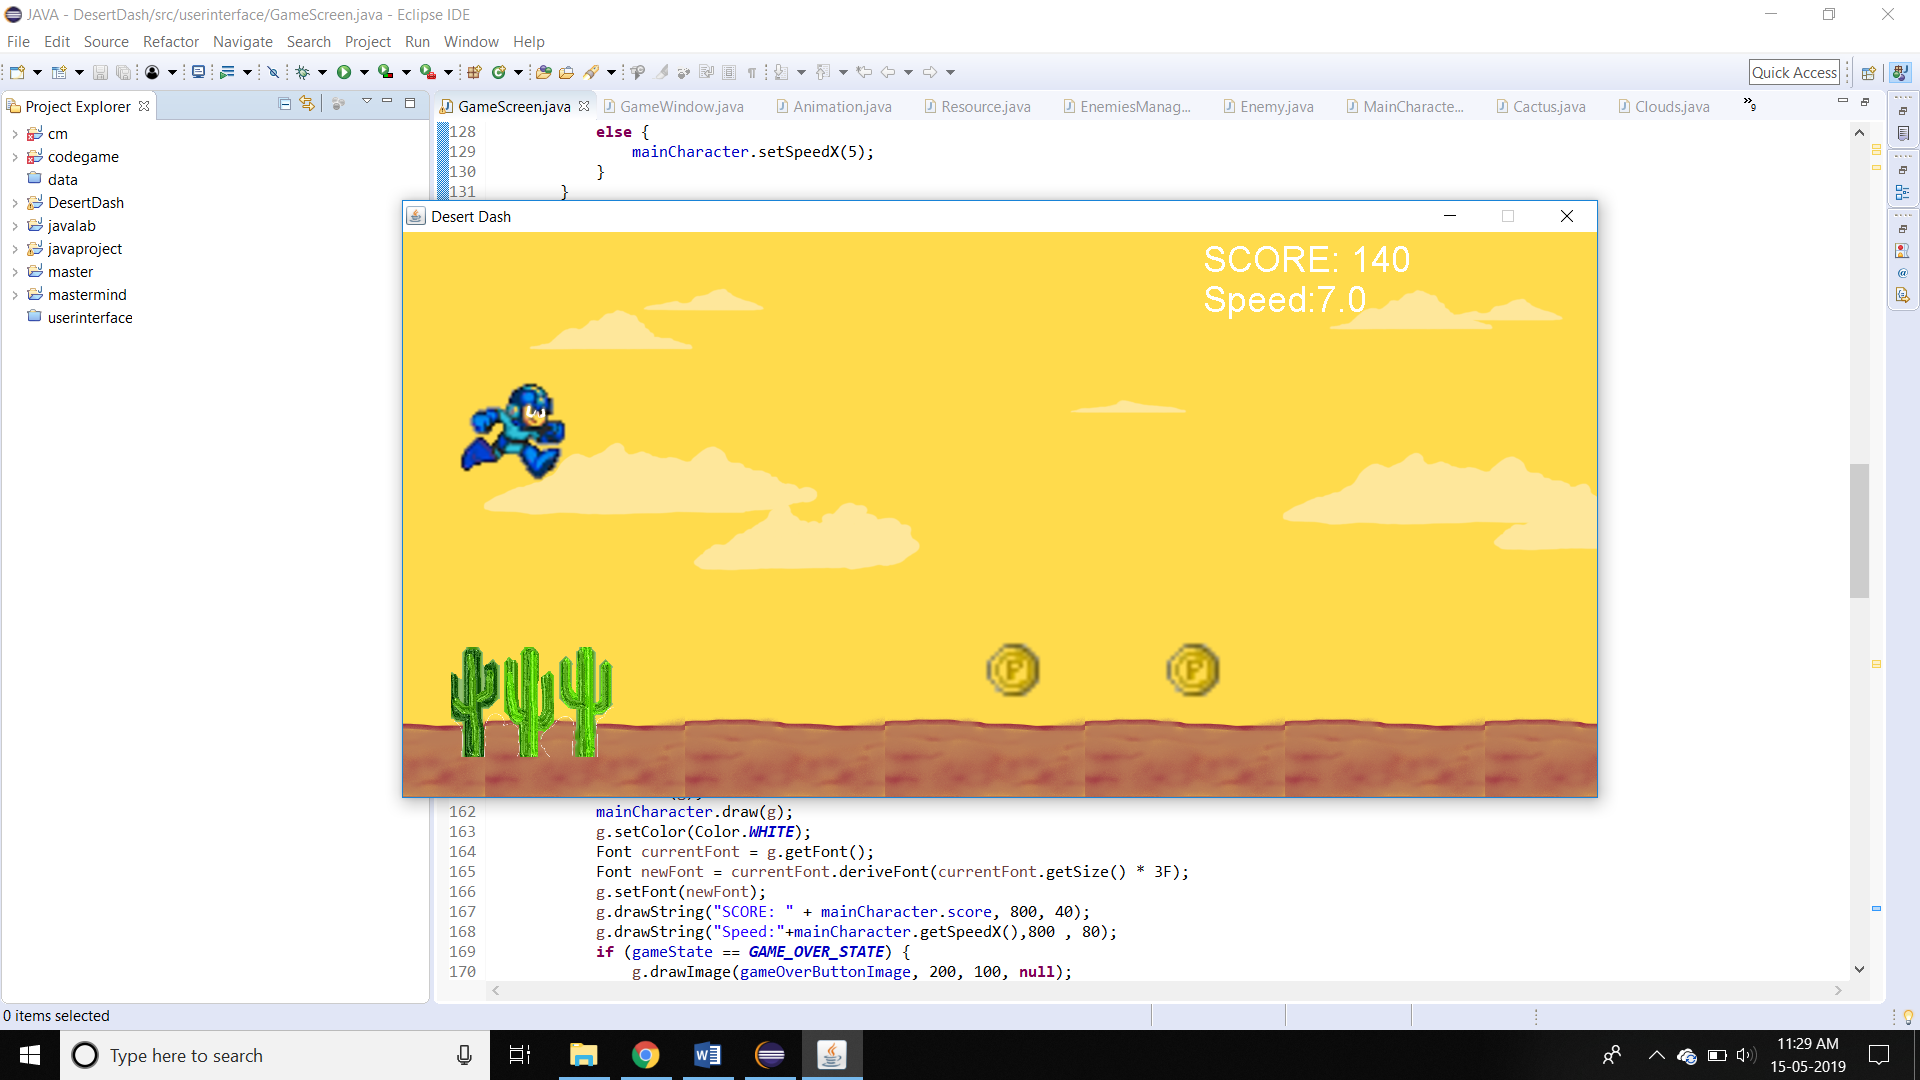 JAVA - DesertDash/src/userinterface/GameScreen.java - Eclipse IDE
File Edit Source Refactor Navigate Search Project Run Window Help
Quick Access
Project Explorer
GameScreen.java GameWindow.java Animation.java Resource.java EnemiesManag... Enemy.java MainCharacte... Cactus.java Clouds.java »9
cm
codegame
data
DesertDash
javalab
javaproject
master
mastermind
userinterface
128 else {
129 mainCharacter.setSpeedX(5);
130 }
131 }
Desert Dash
SCORE: 140
Speed:7.0
P P
162 mainCharacter.draw(g);
163 g.setColor(Color.WHITE);
164 Font currentFont = g.getFont();
165 Font newFont = currentFont.deriveFont(currentFont.getSize() * 3F);
166 g.setFont(newFont);
167 g.drawString("SCORE: " + mainCharacter.score, 800, 40);
168 g.drawString("Speed:"+mainCharacter.getSpeedX(),800 , 80);
169 if (gameState == GAME_OVER_STATE) {
170 g.drawImage(gameOverButtonImage, 200, 100, null);
0 items selected
Type here to search
11:29 AM
15-05-2019